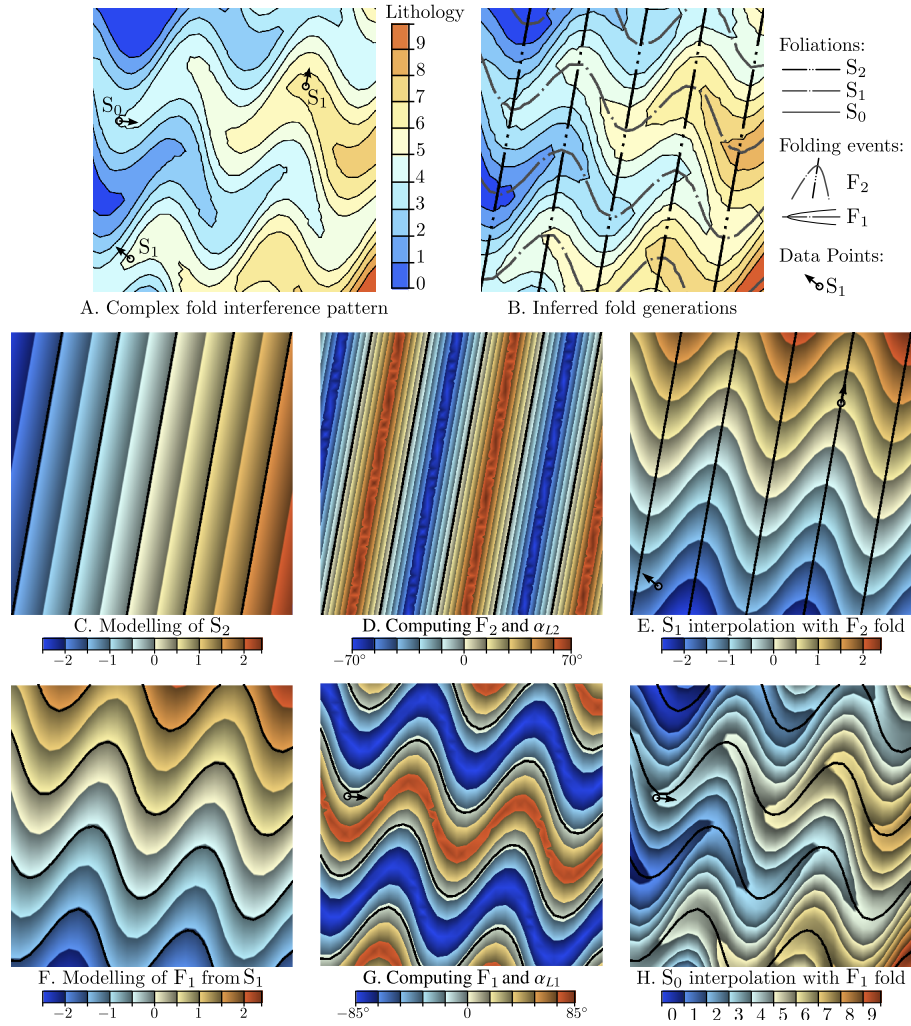 Lithology
9
8
7
6
5
4
3
2
1
0
S0
S1
S1
A. Complex fold interference pattern
B. Inferred fold generations
Foliations:
S2
S1
S0
Folding events:
F2
F1
Data Points:
S1
C. Modelling of S2
−2 −1 0 1 2
D. Computing F2 and αL2
−70° 0 70°
E. S1 interpolation with F2 fold
−2 −1 0 1 2
F. Modelling of F1 from S1
−2 −1 0 1 2
G. Computing F1 and αL1
−85° 0 85°
H. S0 interpolation with F1 fold
0 1 2 3 4 5 6 7 8 9